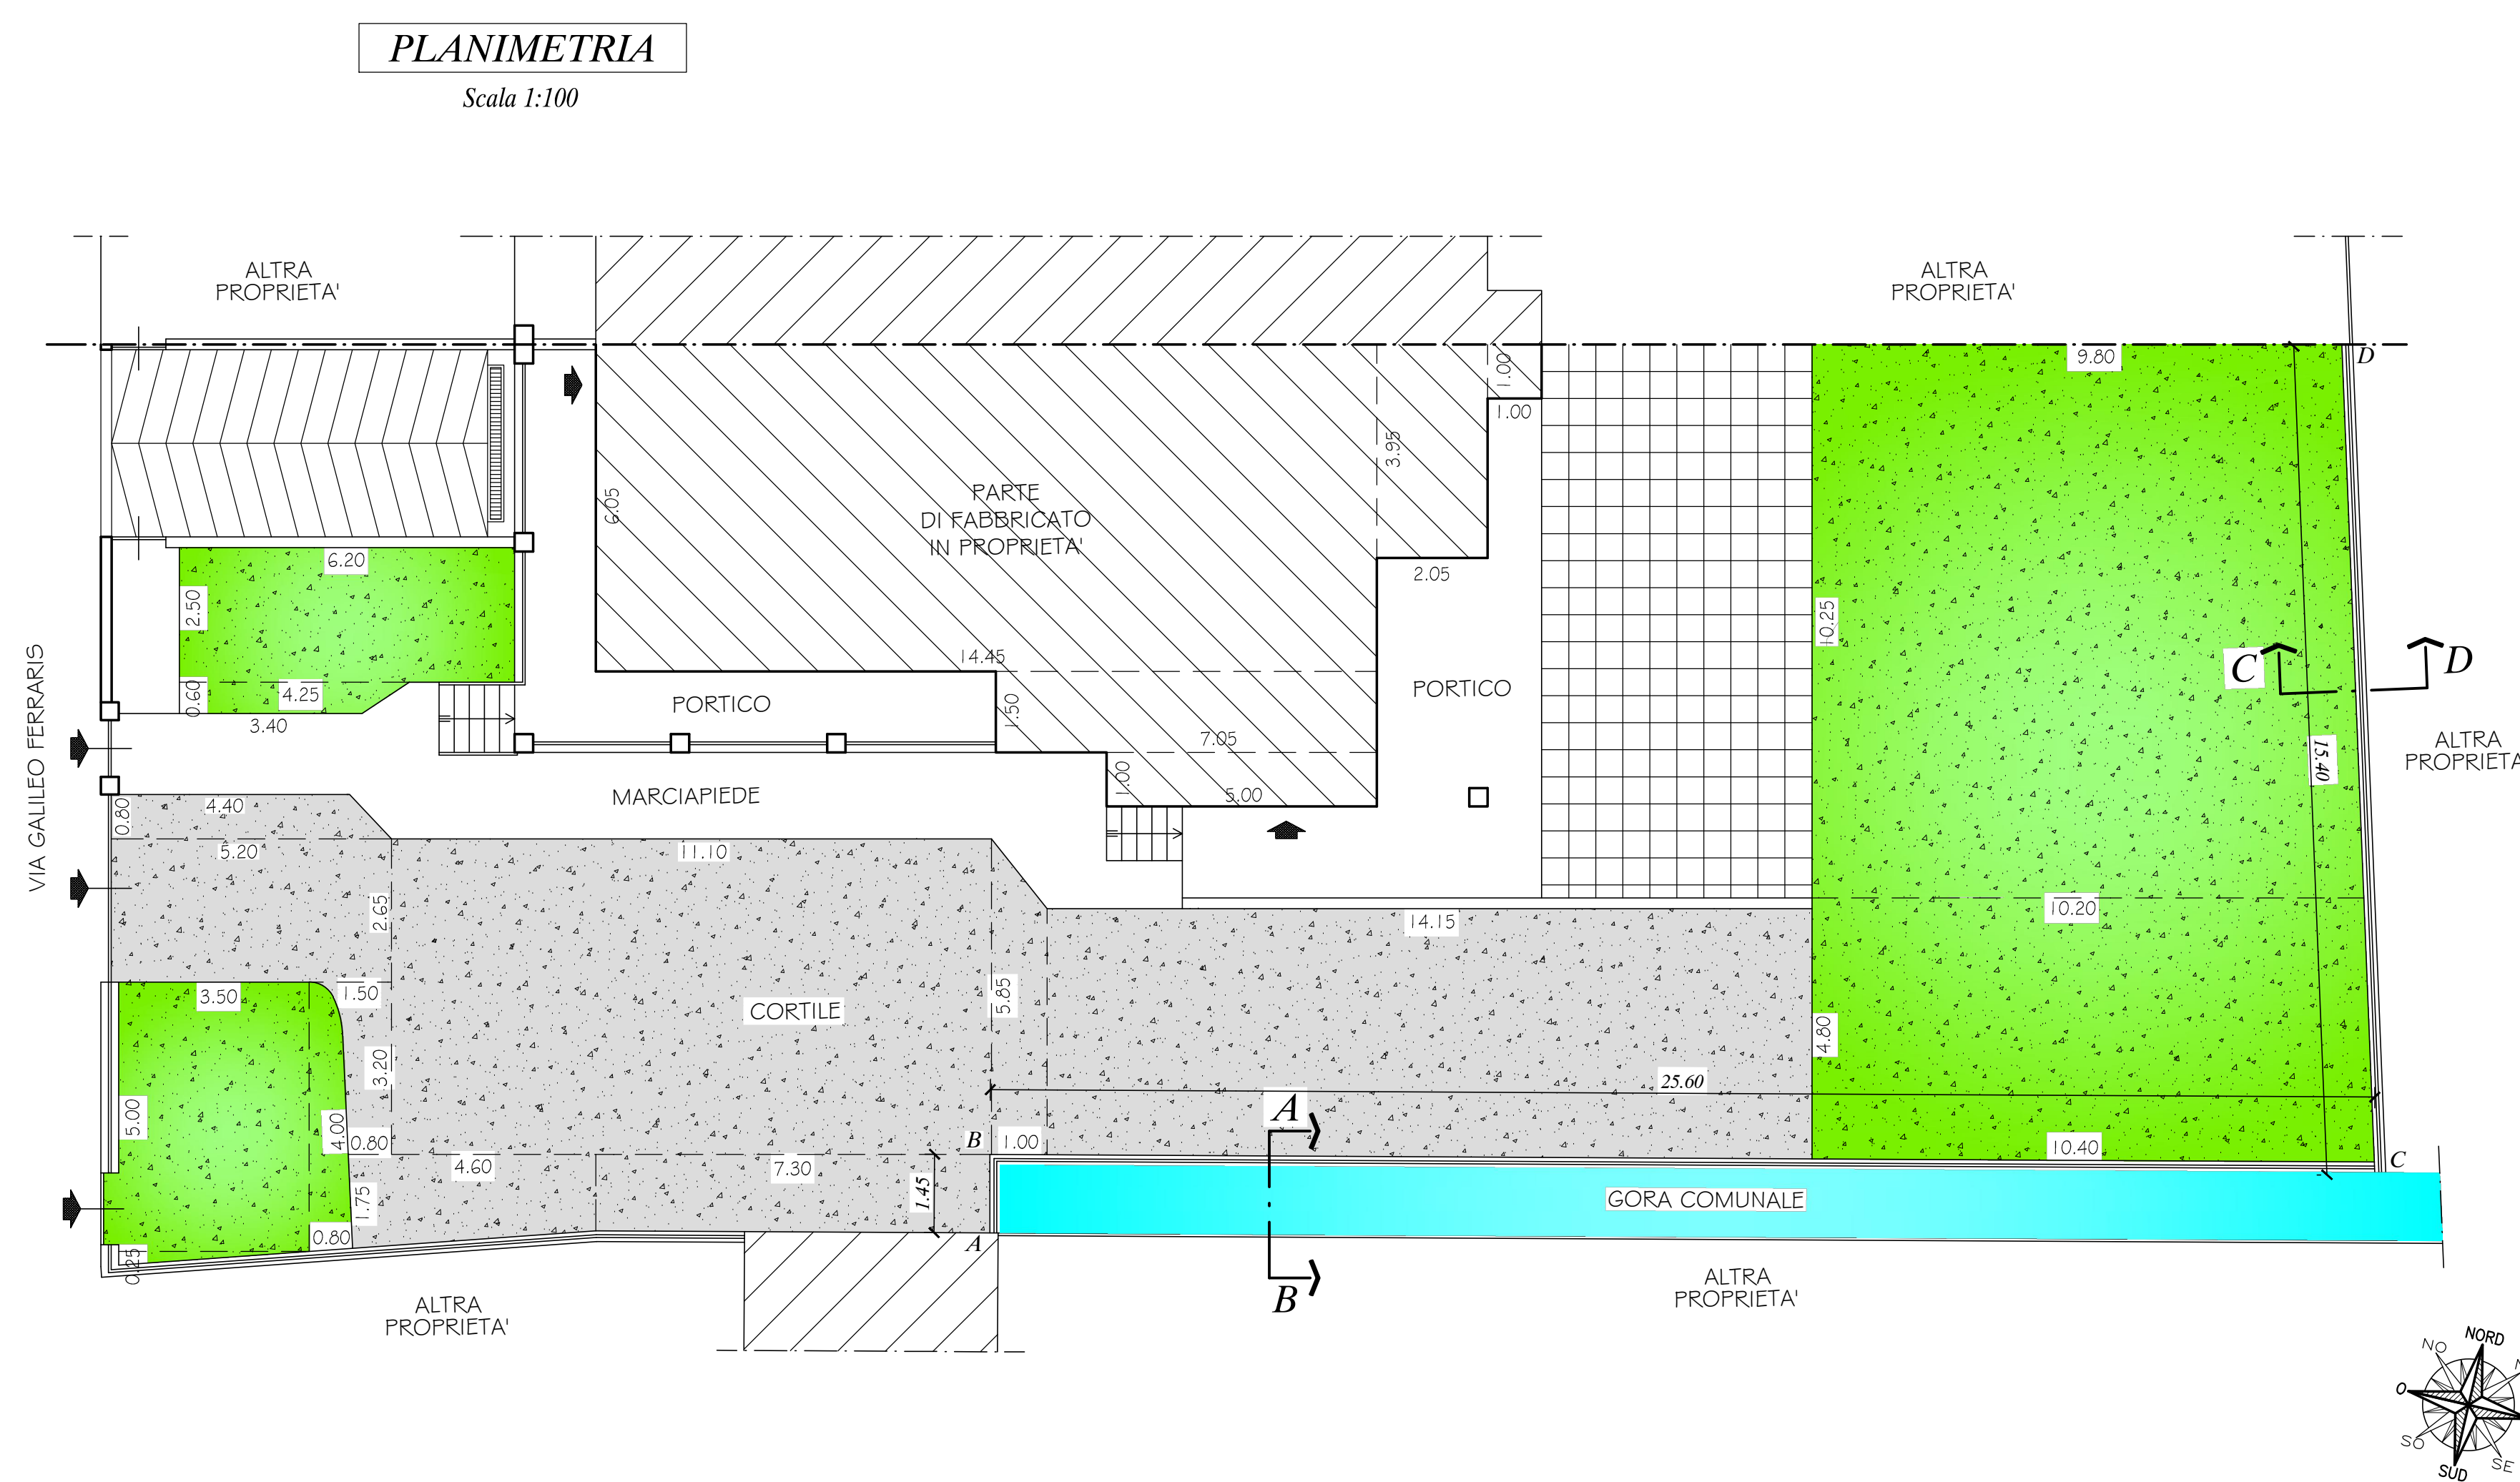 PLANIMETRIA
Scala 1:100
ALTRA
PROPRIETA'
ALTRA
PROPRIETA'
9.80
D
1.00
1.00
3.95
6.05
PARTE
DI FABBRICATO
IN PROPRIETA'
2.05
6.20
2.50
0.60
4.25
3.40
10.25
14.45
PORTICO
1.50
7.05
PORTICO
C
D
15.40
ALTRA
VIA GALILEO FERRARIS
MARCIAPIEDE
1.00
5.00
4.40
0.80
5.20
11.10
2.65
14.15
10.20
3.50
1.50
5.85
CORTILE
4.80
3.20
25.60
5.00
4.00
0.80
A
B
1.00
10.40
4.60
7.30
C
1.45
1.75
GORA COMUNALE
0.80
0.25
A
B
ALTRA
PROPRIETA'
ALTRA
PROPRIETA'
NORD
NO
O
SO
SUD
SE